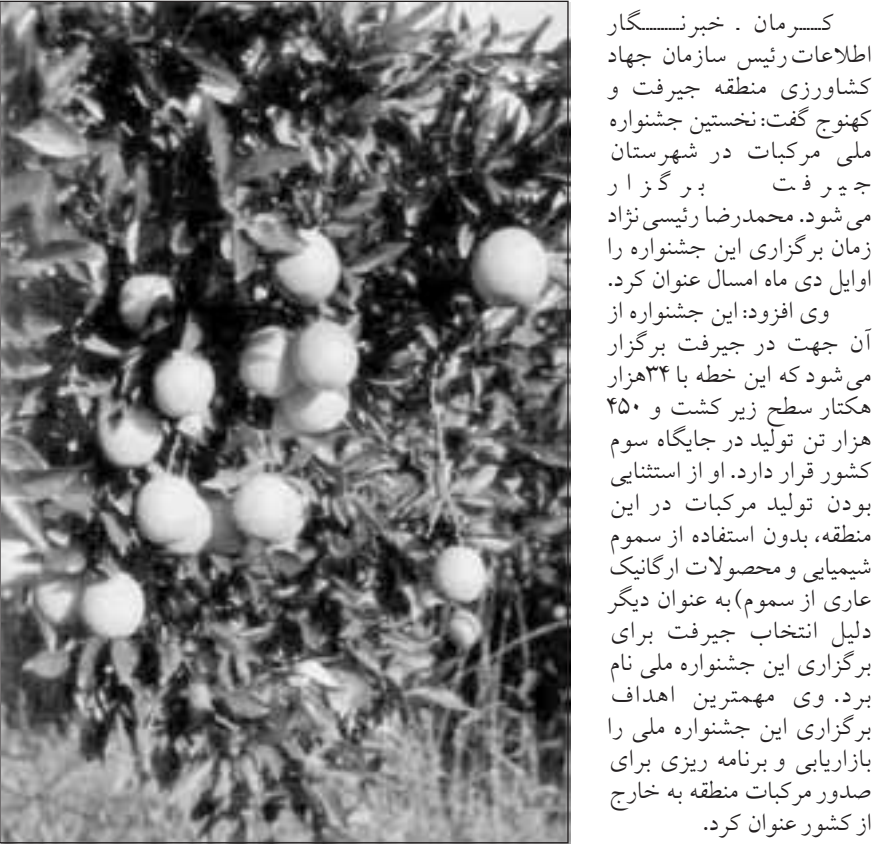 کرمان . خبرنگار
اطلاعات رئیس سازمان جهاد
کشاورزی منطقه جیرفت و
کهنوج گفت: نخستین جشنواره
ملی مرکبات در شهرستان
جیرفت برگزار
می شود. محمدرضا رئیسی نژاد
زمان برگزاری این جشنواره را
اوایل دی ماه امسال عنوان کرد.
وی افزود: این جشنواره از
آن جهت در جیرفت برگزار
می شود که این خطه با ۳۴هزار
هکتار سطح زیر کشت و ۴۵۰
هزار تن تولید در جایگاه سوم
کشور قرار دارد. او از استثنایی
بودن تولید مرکبات در این
منطقه، بدون استفاده از سموم
شیمیایی و محصولات ارگانیک
عاری از سموم) به عنوان دیگر
دلیل انتخاب جیرفت برای
برگزاری این جشنواره ملی نام
برد. وی مهمترین اهداف
برگزاری این جشنواره ملی را
بازاریابی و برنامه ریزی برای
صدور مرکبات منطقه به خارج
از کشور عنوان کرد.